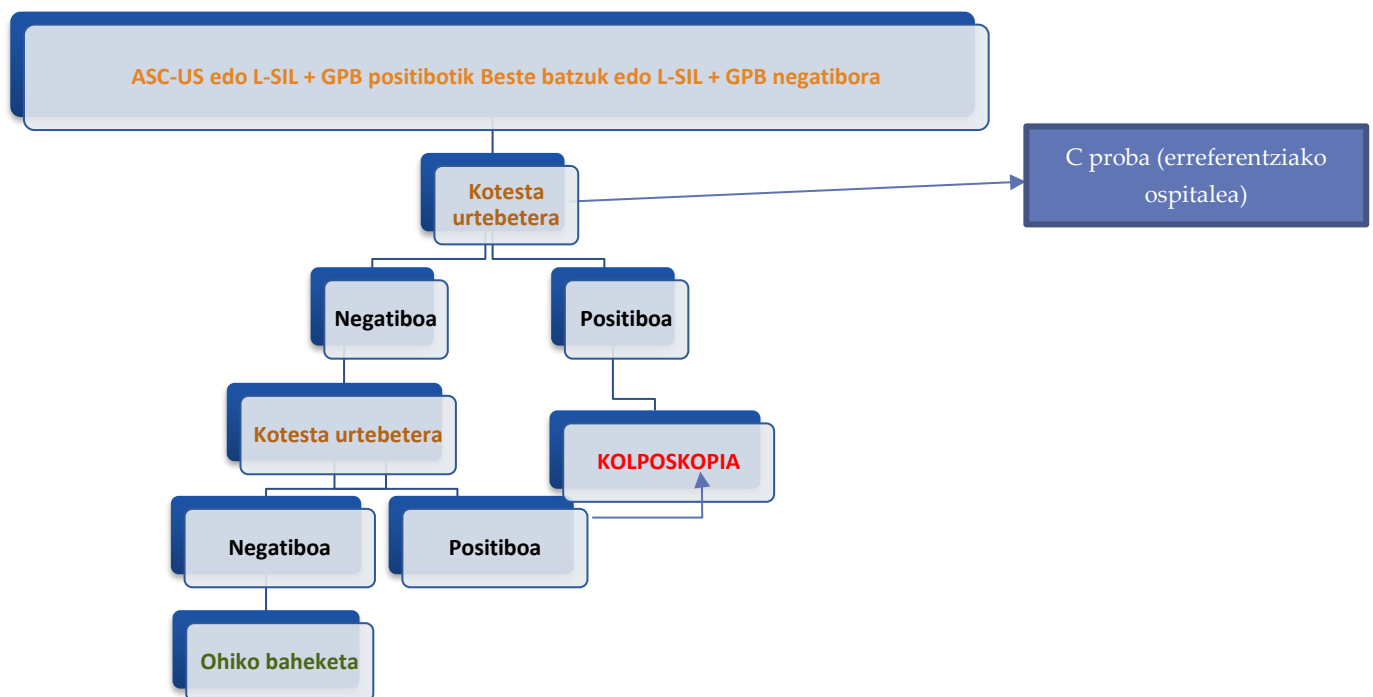 ASC-US edo L-SIL + GPB positibotik Beste batzuk edo L-SIL + GPB negatibora
C proba (erreferentziako
ospitalea)
Kotesta
urtebetera
Negatiboa
Positiboa
Kotesta urtebetera
KOLPOSKOPIA
Negatiboa
Positiboa
Ohiko baheketa